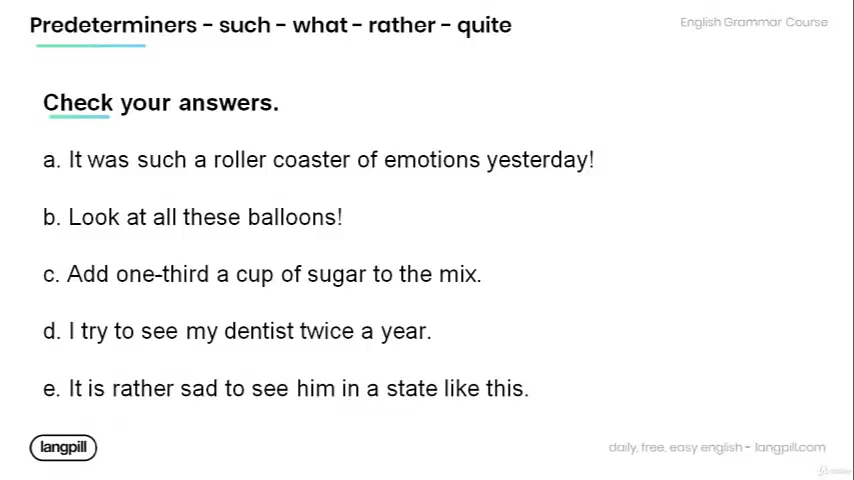 Predeterminers - such - what - rather - quite
English Grammar Course
Check your answers.
a. It was such a roller coaster of emotions yesterday!
b. Look at all these balloons!
c. Add one-third a cup of sugar to the mix.
d. I try to see my dentist twice a year.
e. It is rather sad to see him in a state like this.
langpill
daily, free, easy english - langpill.com